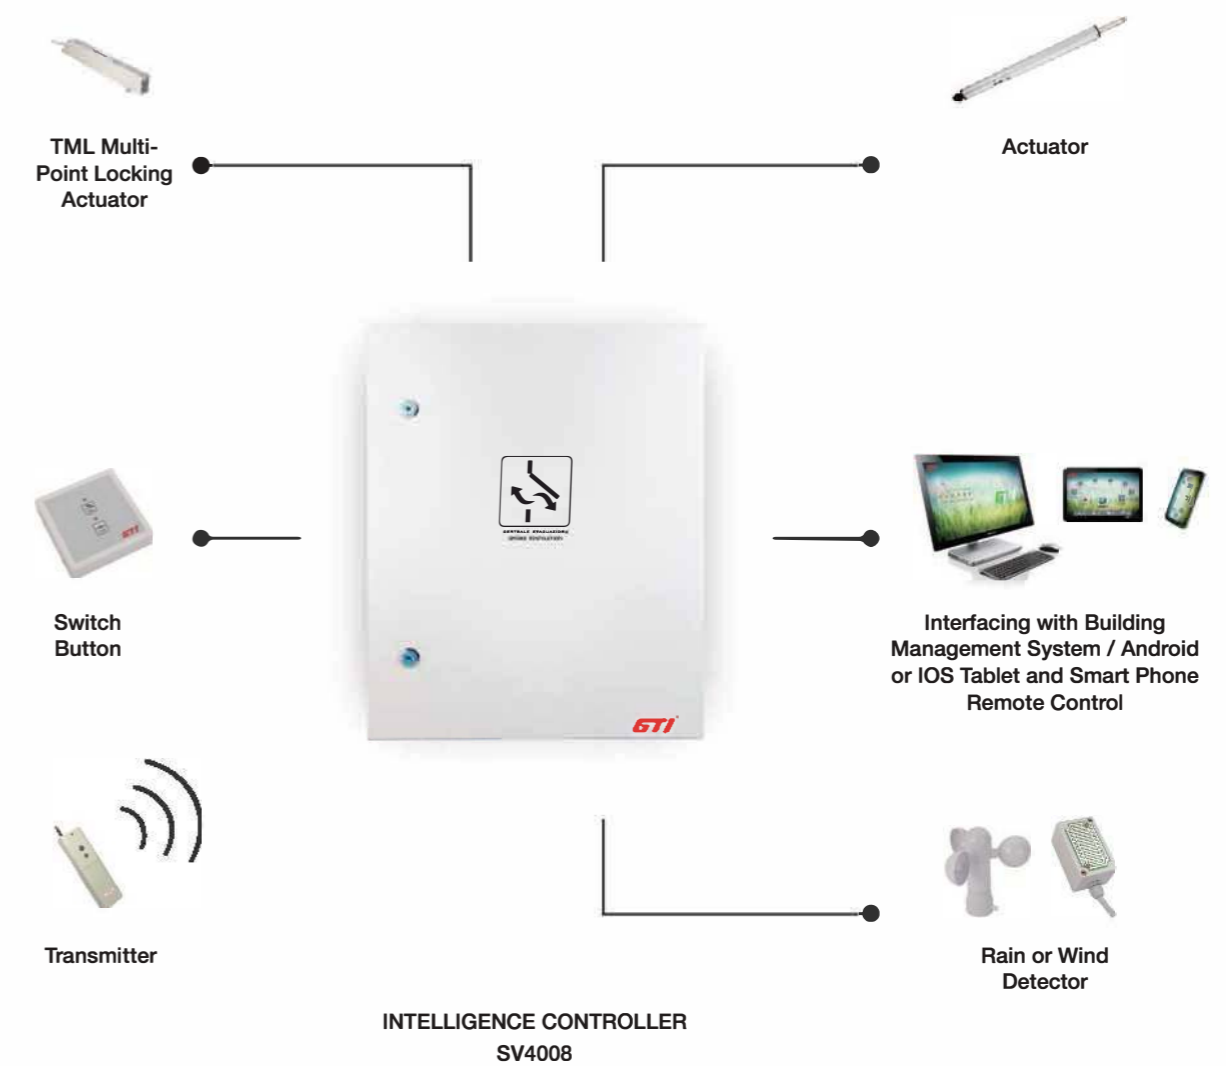 TML Multi-
Point Locking
Actuator
Actuator
GTI
Switch
Button
Interfacing with Building
Management System / Android
or IOS Tablet and Smart Phone
Remote Control
GTI
Transmitter
Rain or Wind
Detector
INTELLIGENCE CONTROLLER
SV4008